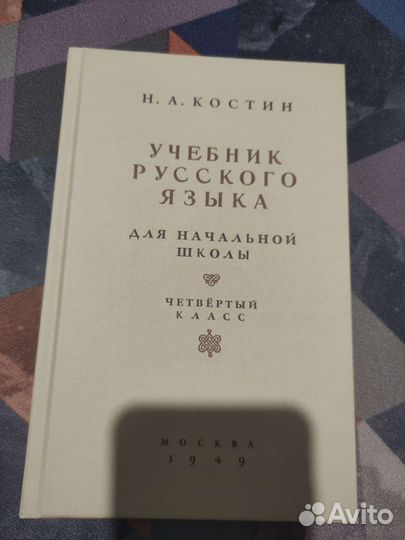 Н. А. КОСТИН
УЧЕБНИК
РУССКОГО
ЯЗЫКА
ДЛЯ НАЧАЛЬНОЙ
ШКОЛЫ
ЧЕТВЁРТЫЙ
КЛАСС
МОСКВА
1949
Avito